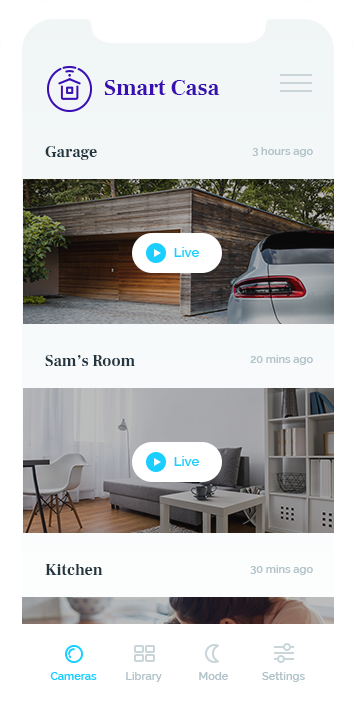 Smart Casa
Garage 3 hours ago
Live
Sam's Room 20 mins ago
Live
Kitchen 30 mins ago
Cameras Library Mode Settings